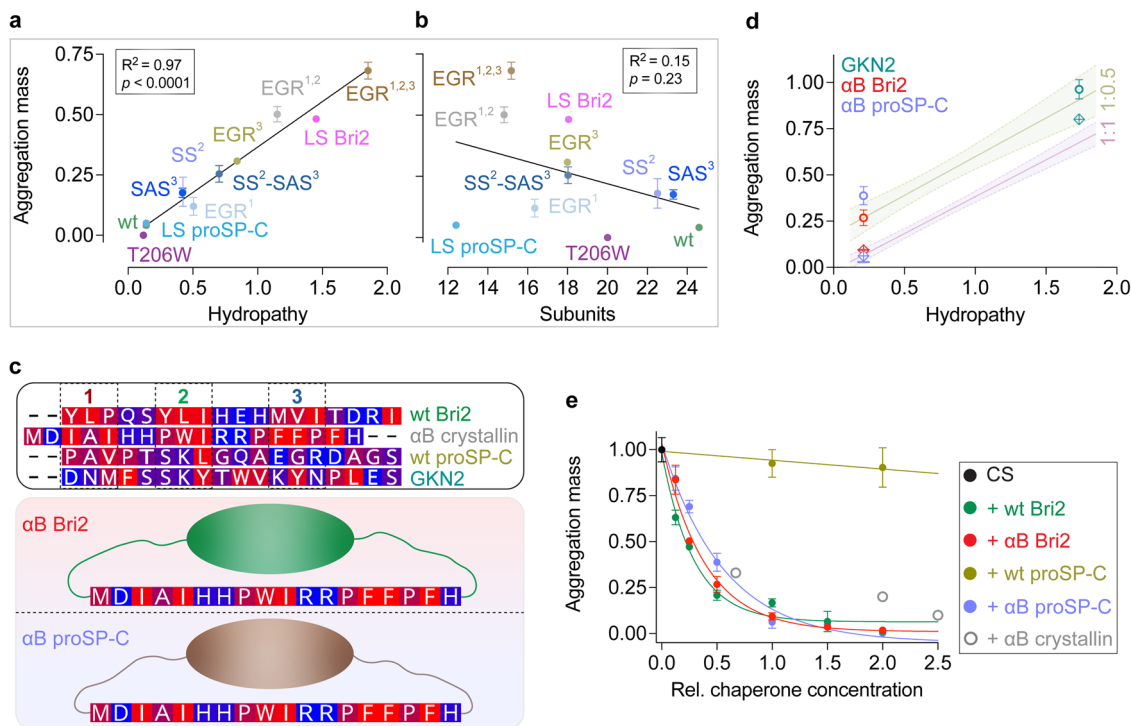 a
b
d
Aggregation mass
0.75
0.50
0.25
0.00
R² = 0.97
p < 0.0001
EGR¹,²
EGR¹,²,³
EGR³
LS Bri2
SS²
SAS³
SS²-SAS³
EGR¹
wt
LS proSP-C
T206W
0.0 0.5 1.0 1.5 2.0
Hydropathy
R² = 0.15
p = 0.23
EGR¹,²,³
LS Bri2
EGR¹,²
EGR³
SS²
SAS³
SS²-SAS³
EGR¹
LS proSP-C
T206W
wt
12 14 16 18 20 22 24
Subunits
Aggregation mass
1.00
0.75
0.50
0.25
0.00
GKN2
αB Bri2
αB proSP-C
1:0.5
1:1
0.0 0.5 1.0 1.5 2.0
Hydropathy
c
1 2 3
- - Y L P Q S Y L I H E H M V I T D R I wt Bri2
M D I A I H H P W I R R P F F P F H - - αB crystallin
- - P A V P T S K L G Q A E G R D A G S wt proSP-C
- - D N M F S S K Y T W V K Y N P L E S GKN2
αB Bri2
M D I A I H H P W I R R P F F P F H
αB proSP-C
M D I A I H H P W I R R P F F P F H
e
Aggregation mass
1.00
0.75
0.50
0.25
0.00
0.0 0.5 1.0 1.5 2.0 2.5
Rel. chaperone concentration
CS
+ wt Bri2
+ αB Bri2
+ wt proSP-C
+ αB proSP-C
+ αB crystallin